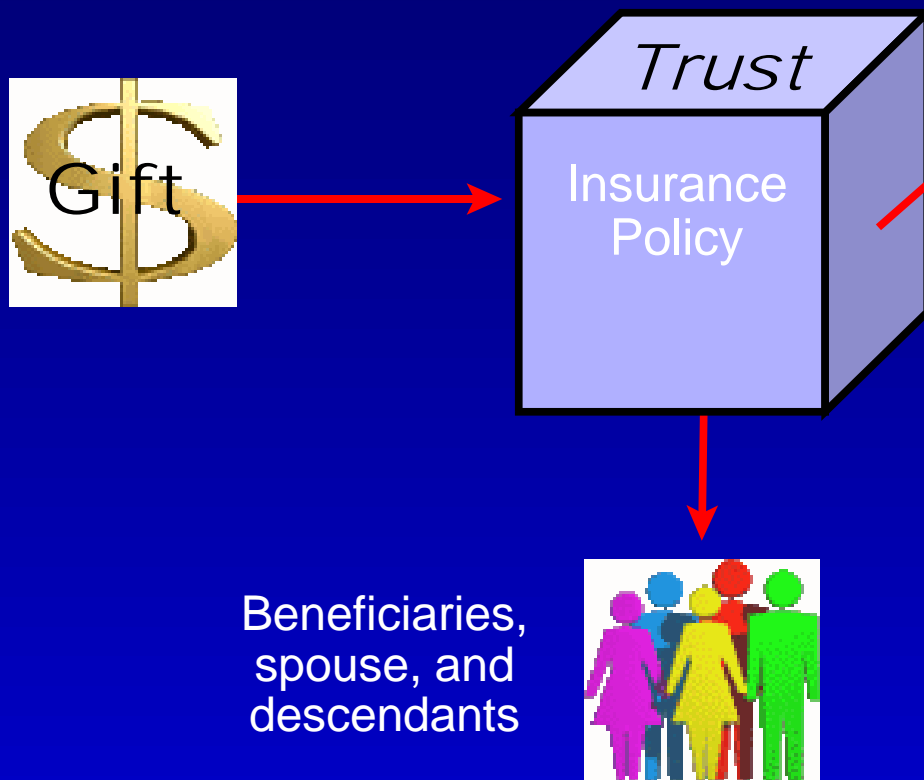 Trust
Gift
Insurance
Policy
Beneficiaries,
spouse, and
descendants